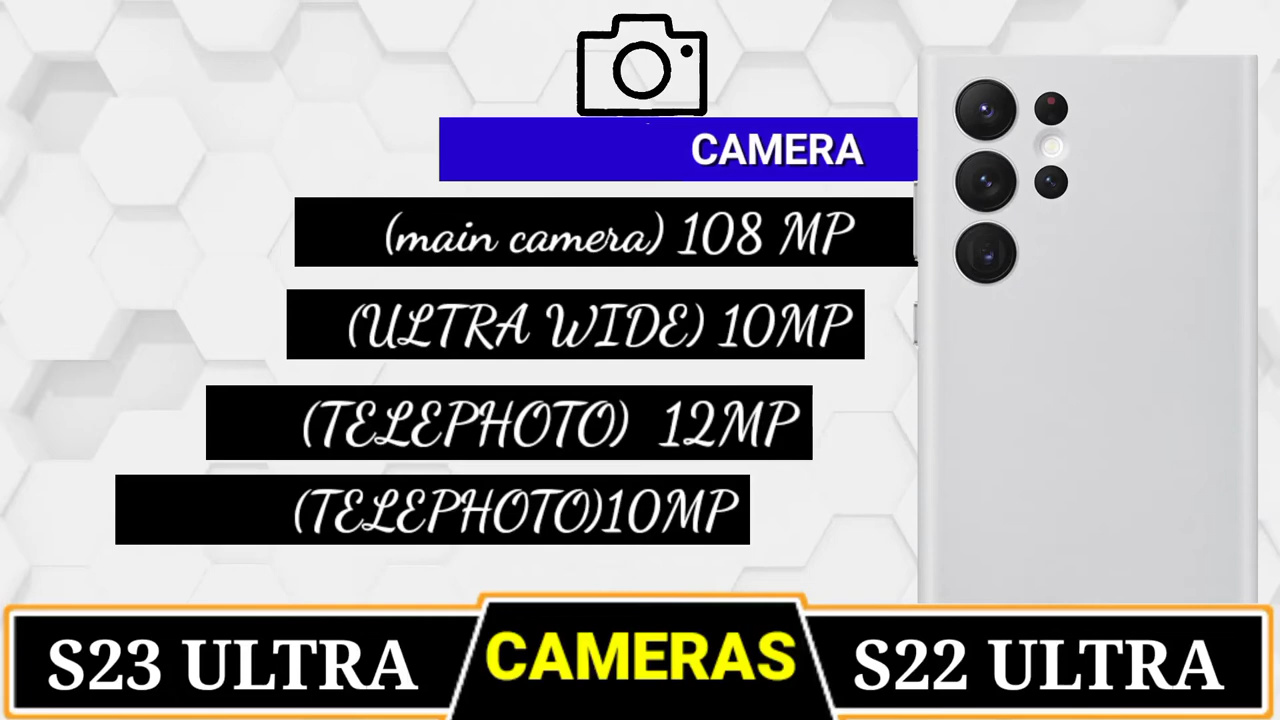 CAMERA
(main camera) 108 MP
(ULTRA WIDE) 10MP
(TELEPHOTO) 12MP
(TELEPHOTO)10MP
S23 ULTRA
CAMERAS
S22 ULTRA